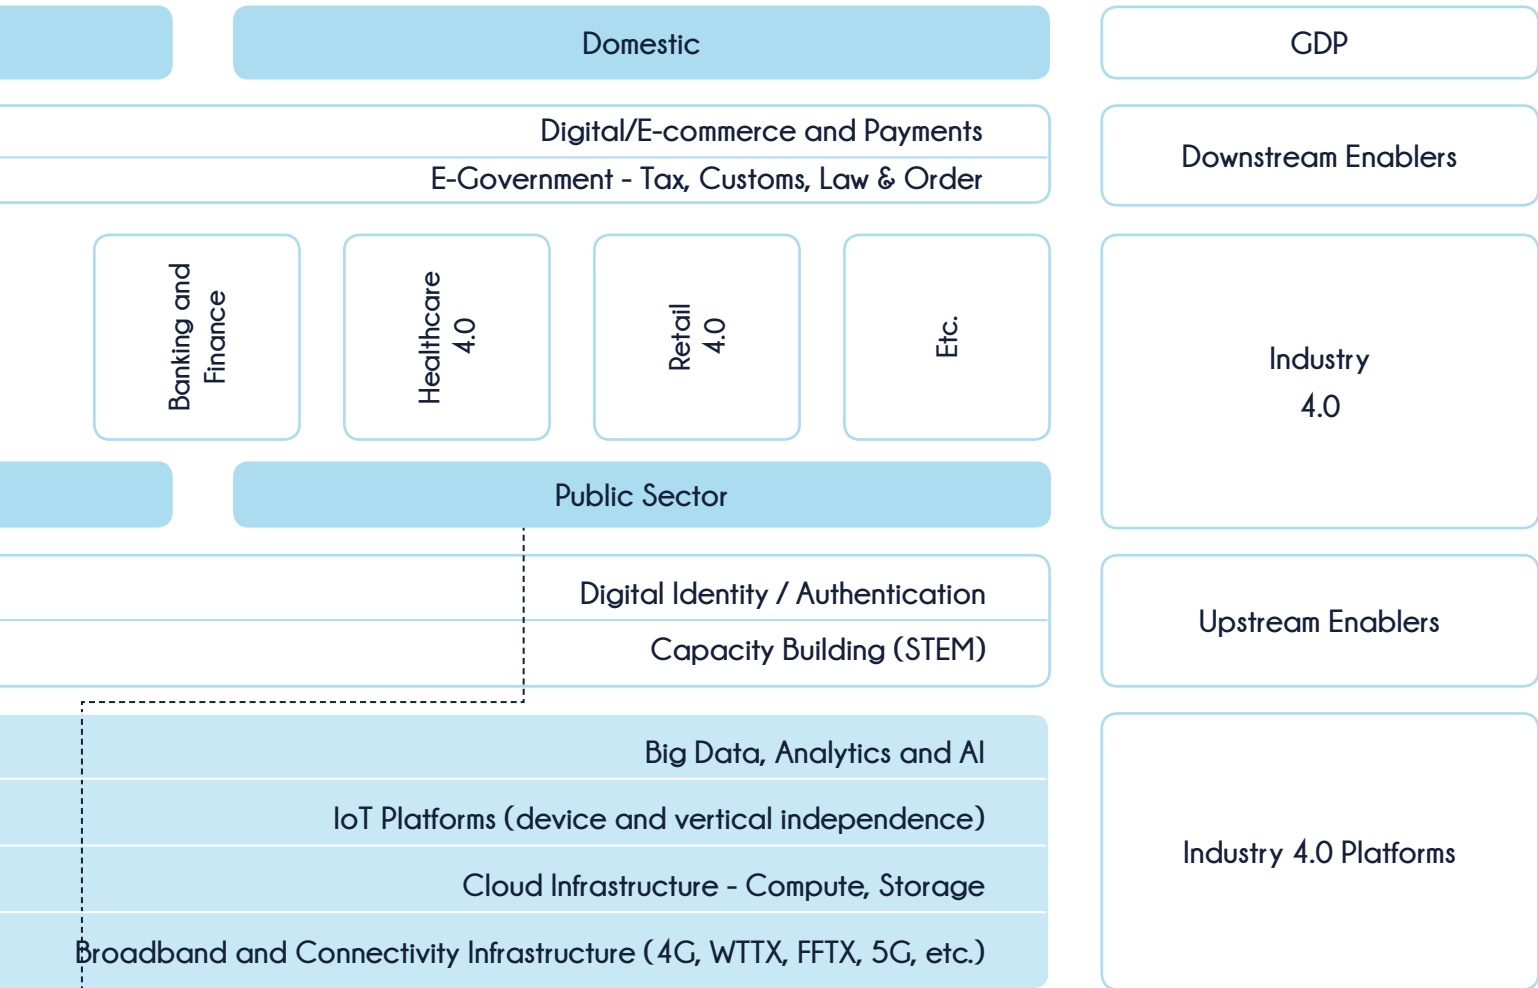 Domestic
GDP
Digital/E-commerce and Payments
E-Government - Tax, Customs, Law & Order
Downstream Enablers
Banking and
Finance
Healthcare
4.0
Retail
4.0
Etc.
Industry
4.0
Public Sector
Digital Identity / Authentication
Capacity Building (STEM)
Upstream Enablers
Big Data, Analytics and AI
IoT Platforms (device and vertical independence)
Cloud Infrastructure - Compute, Storage
Broadband and Connectivity Infrastructure (4G, WTTX, FFTX, 5G, etc.)
Industry 4.0 Platforms